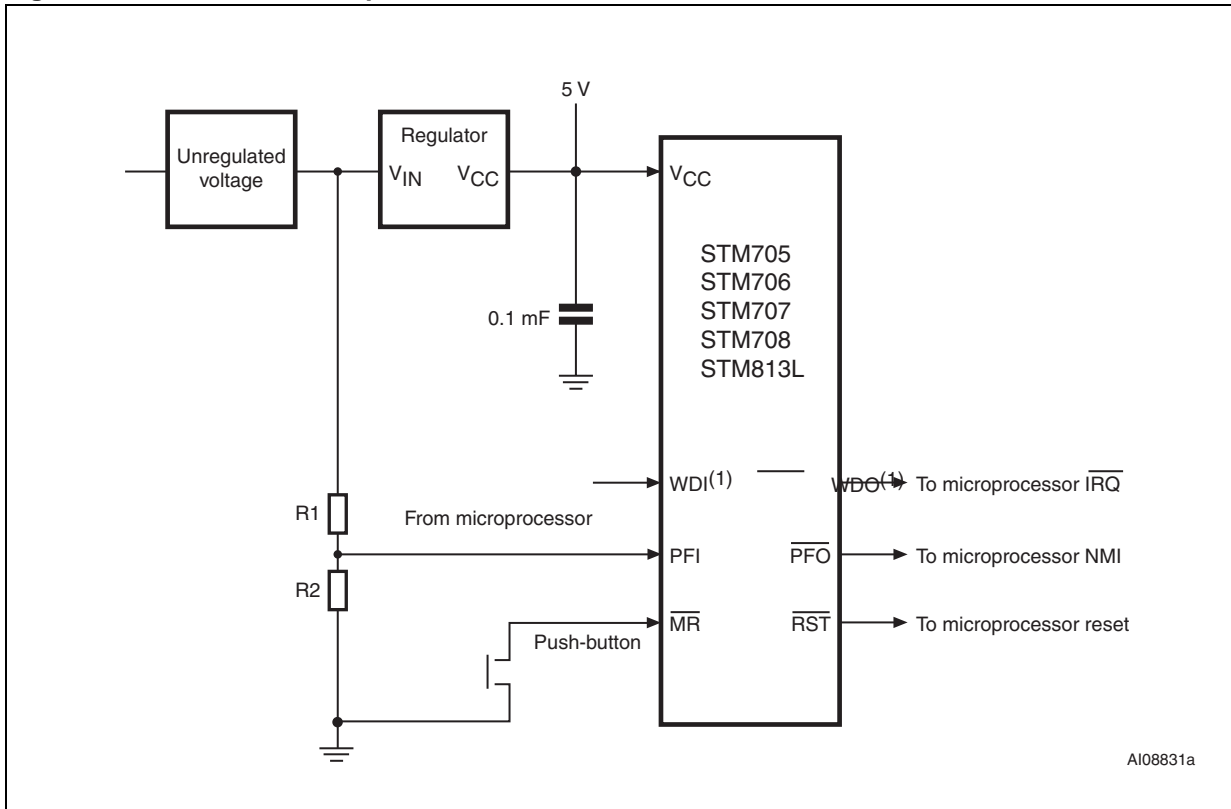 5 V
Unregulated
voltage
Regulator
VIN VCC
VCC
STM705
STM706
STM707
STM708
STM813L
0.1 mF
WDI(1)
WDO(1)
To microprocessor IRQ
R1
From microprocessor
PFI
PFO
To microprocessor NMI
R2
MR
RST
To microprocessor reset
Push-button
AI08831a